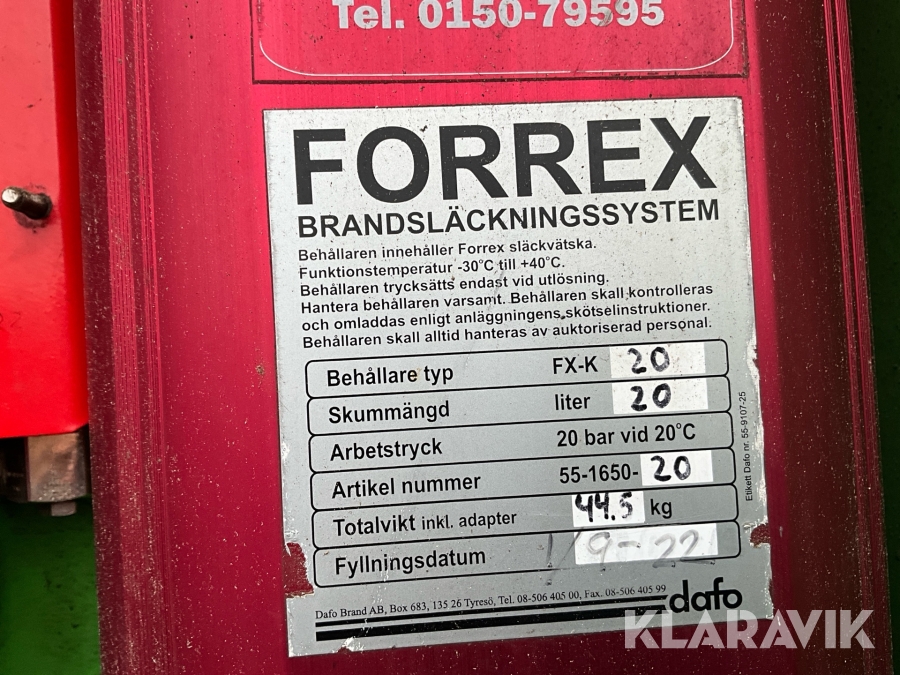 Tel. 0150-79595
FORREX
BRANDSLÄCKNINGSSYSTEM
Behållaren innehåller Forrex släckvätska.
Funktionstemperatur -30°C till +40°C.
Behållaren trycksätts endast vid utlösning.
Hantera behållaren varsamt. Behållaren skall kontrolleras
och omladdas enligt anläggningens skötselinstruktioner.
Behållaren skall alltid hanteras av auktoriserad personal.
Behållare typ FX-K 20
Skummängd liter 20
Arbetstryck 20 bar vid 20°C
Artikel nummer 55-1650-20
Totalvikt inkl. adapter 44.5 kg
Fyllningsdatum 1/9-22
Etikett Dafo nr. 55-9107-25
Dafo Brand AB, Box 683, 135 26 Tyresö, Tel. 08-506 405 00, Fax. 08-506 405 99
dafo
KLARAVIK